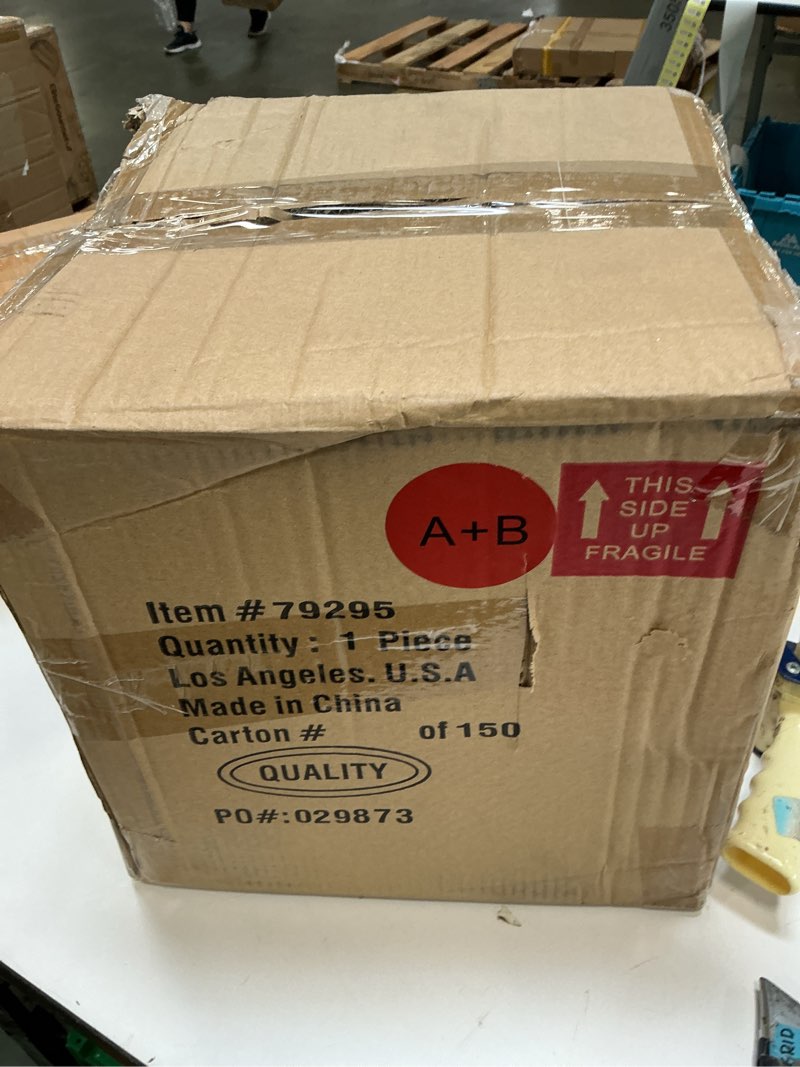 A+B
THIS
SIDE
UP
FRAGILE
Item #79295
Quantity: 1 Piece
Los Angeles. U.S.A
Made in China
Carton # of 150
QUALITY
PO#:029873
350